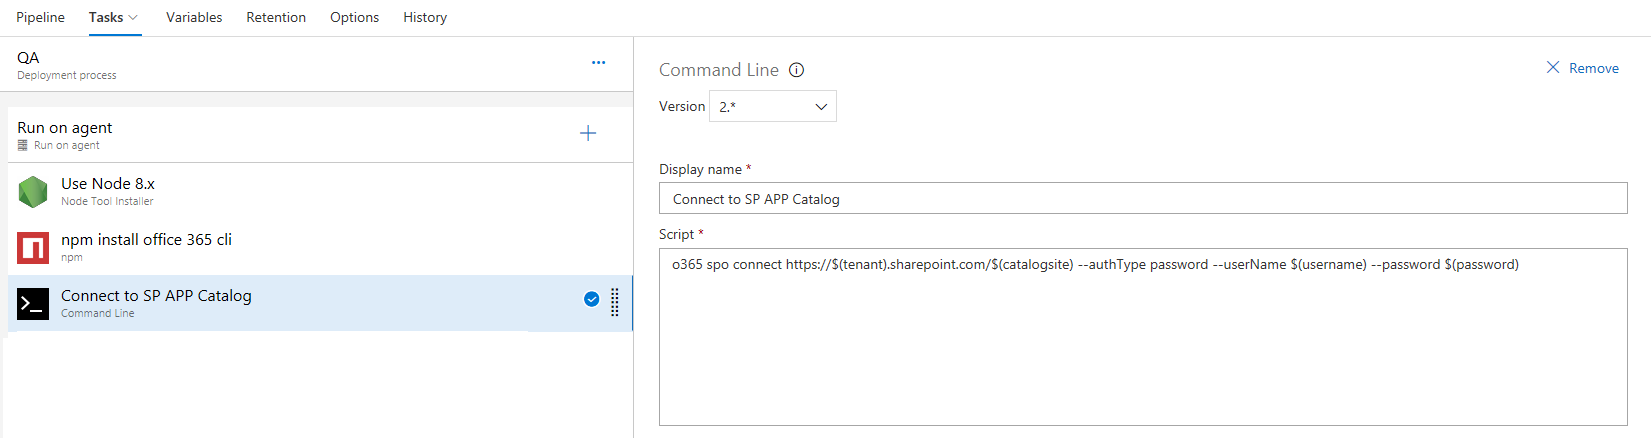 Pipeline Tasks Variables Retention Options History
QA
Deployment process
Run on agent
Run on agent
Use Node 8.x
Node Tool Installer
npm install office 365 cli
npm
Connect to SP APP Catalog
Command Line
Command Line
Remove
Version 2.*
Display name *
Connect to SP APP Catalog
Script *
o365 spo connect https://$(tenant).sharepoint.com/$(catalogsite) --authType password --userName $(username) --password $(password)